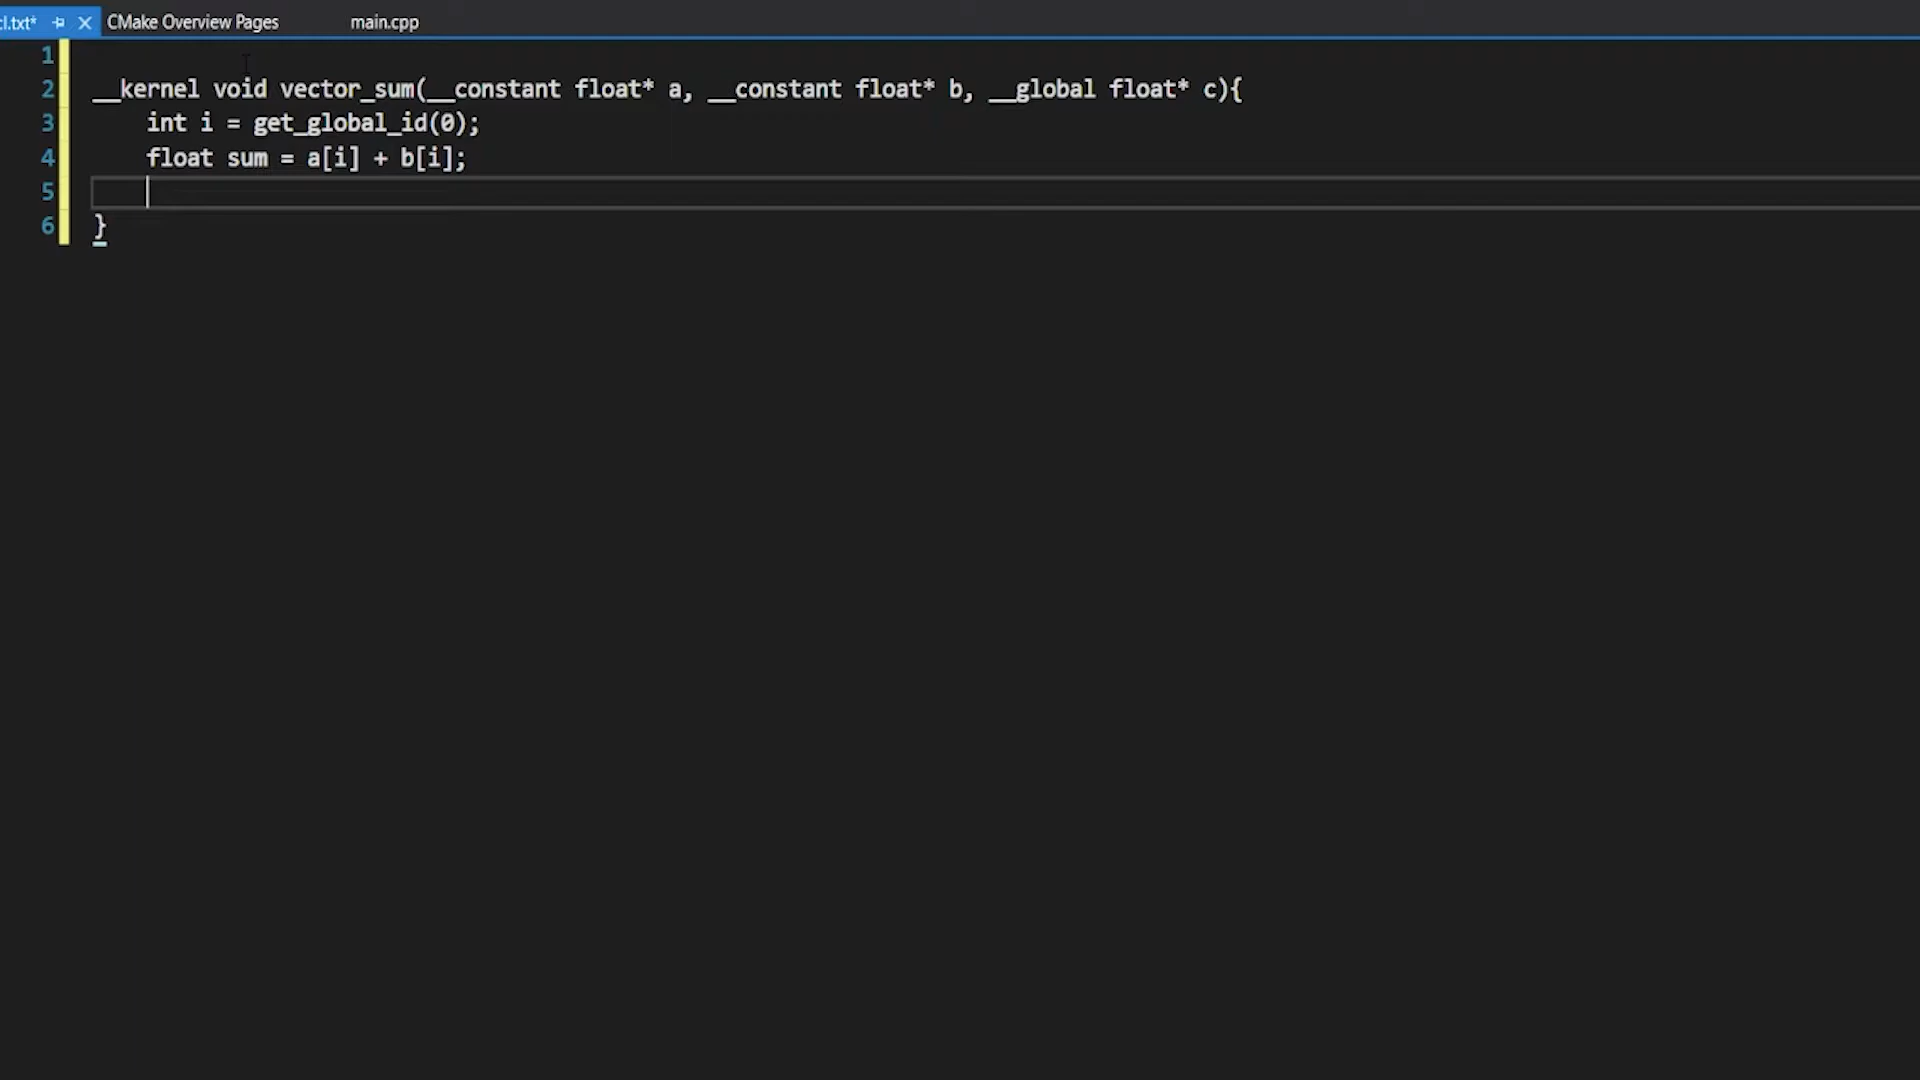 cl.txt* CMake Overview Pages main.cpp
1
2 __kernel void vector_sum(__constant float* a, __constant float* b, __global float* c){
3 int i = get_global_id(0);
4 float sum = a[i] + b[i];
5
6 }